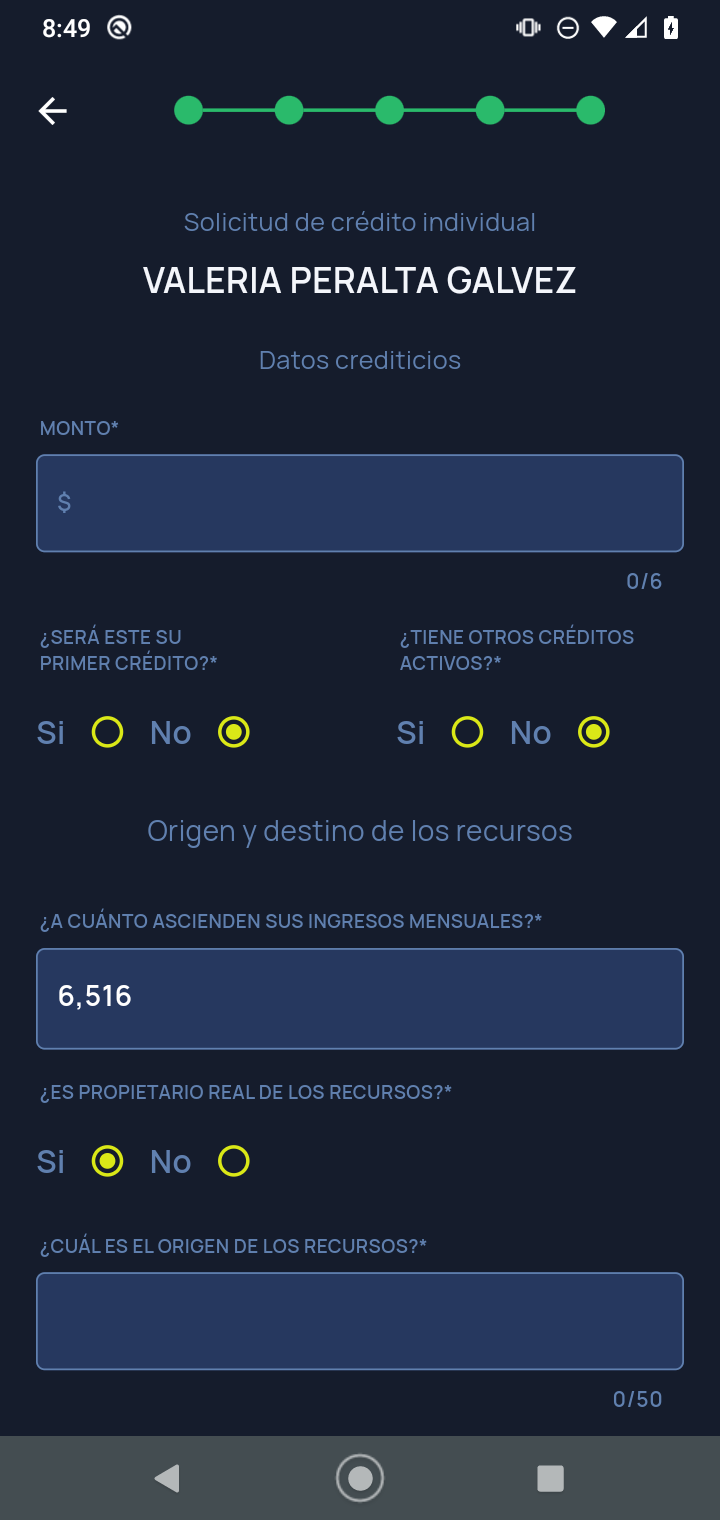 8:49
Solicitud de crédito individual
VALERIA PERALTA GALVEZ
Datos crediticios
MONTO*
$
0/6
¿SERÁ ESTE SU
PRIMER CRÉDITO?*
Si No
¿TIENE OTROS CRÉDITOS
ACTIVOS?*
Si No
Origen y destino de los recursos
¿A CUÁNTO ASCIENDEN SUS INGRESOS MENSUALES?*
6,516
¿ES PROPIETARIO REAL DE LOS RECURSOS?*
Si No
¿CUÁL ES EL ORIGEN DE LOS RECURSOS?*
0/50